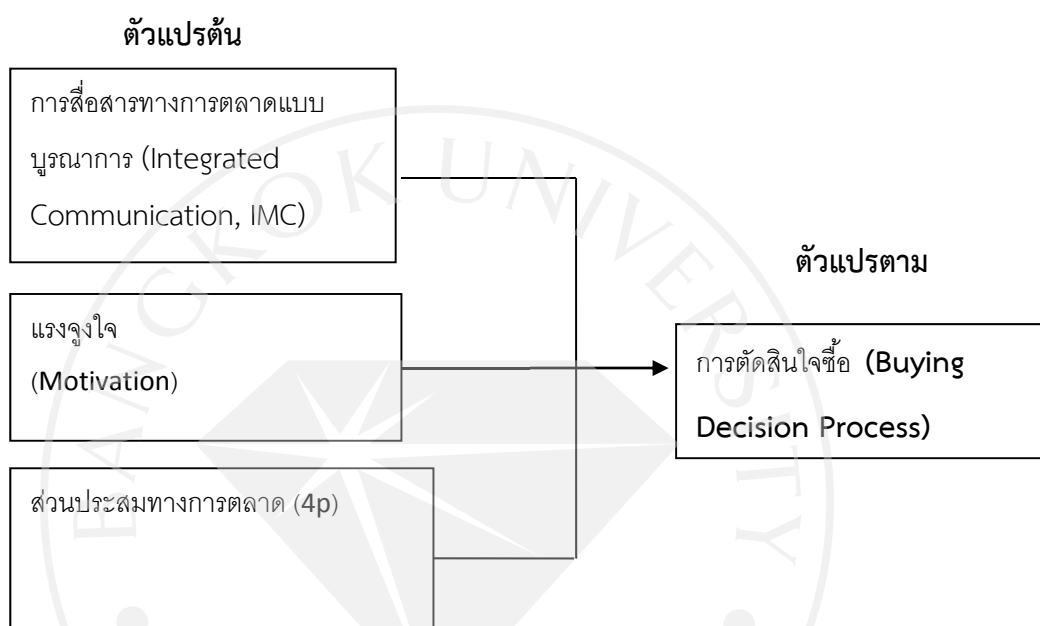 ตัวแปรต้น
การสื่อสารทางการตลาดแบบ
บูรณาการ (Integrated
Communication, IMC)
แรงจูงใจ
(Motivation)
ส่วนประสมทางการตลาด (4p)
ตัวแปรตาม
การตัดสินใจซื้อ (Buying
Decision Process)
BANGKOK UNIVERSITY